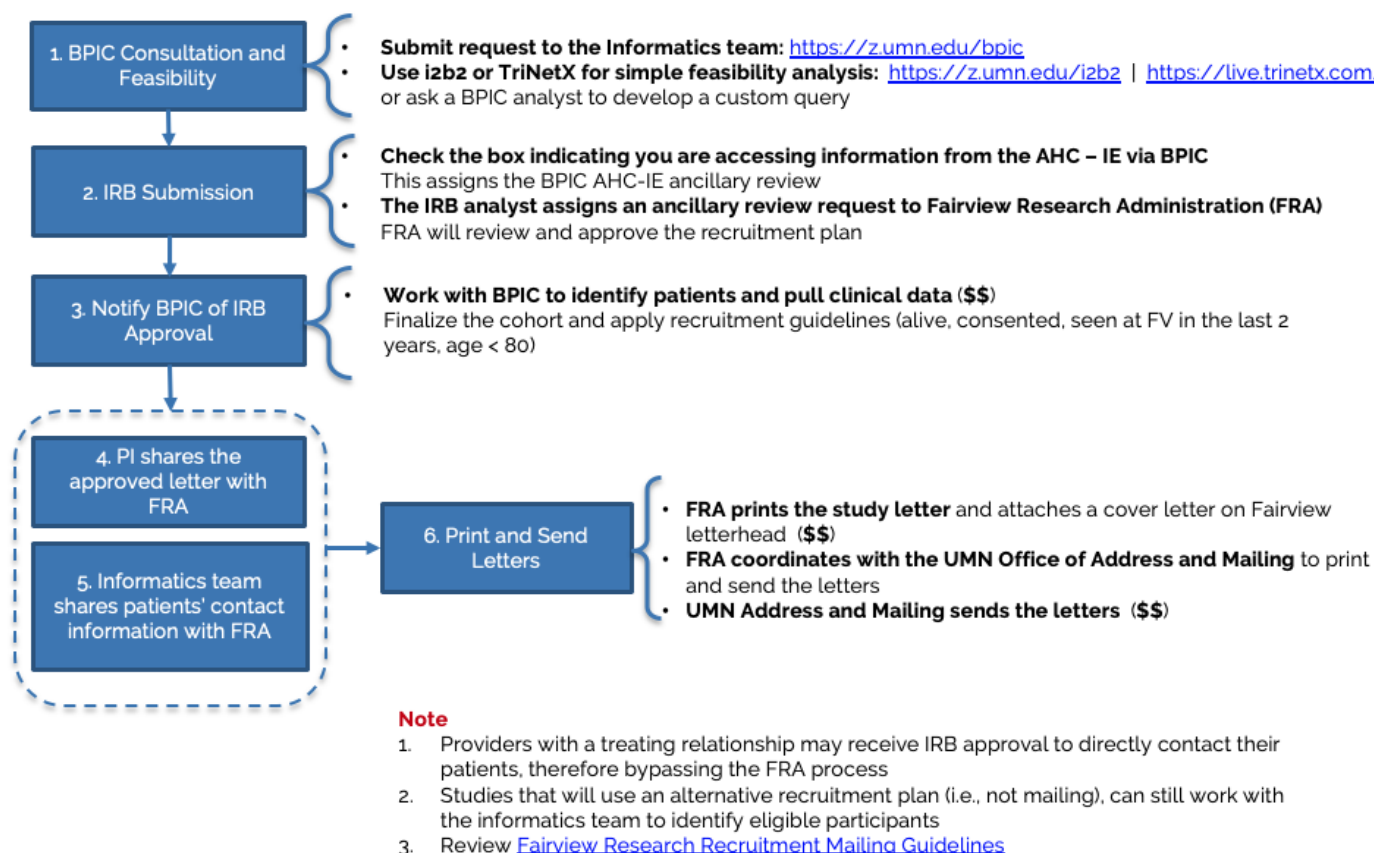 1. BPIC Consultation and
Feasibility
• Submit request to the Informatics team: https://z.umn.edu/bpic
• Use i2b2 or TriNetX for simple feasibility analysis: https://z.umn.edu/i2b2 | https://live.trinetx.com
or ask a BPIC analyst to develop a custom query
2. IRB Submission
• Check the box indicating you are accessing information from the AHC – IE via BPIC
This assigns the BPIC AHC-IE ancillary review
• The IRB analyst assigns an ancillary review request to Fairview Research Administration (FRA)
FRA will review and approve the recruitment plan
3. Notify BPIC of IRB
Approval
• Work with BPIC to identify patients and pull clinical data ($$)
Finalize the cohort and apply recruitment guidelines (alive, consented, seen at FV in the last 2
years, age < 80)
4. PI shares the
approved letter with
FRA
5. Informatics team
shares patients' contact
information with FRA
6. Print and Send
Letters
• FRA prints the study letter and attaches a cover letter on Fairview
letterhead ($$)
• FRA coordinates with the UMN Office of Address and Mailing to print
and send the letters
• UMN Address and Mailing sends the letters ($$)
Note
1. Providers with a treating relationship may receive IRB approval to directly contact their
patients, therefore bypassing the FRA process
2. Studies that will use an alternative recruitment plan (i.e., not mailing), can still work with
the informatics team to identify eligible participants
3. Review Fairview Research Recruitment Mailing Guidelines